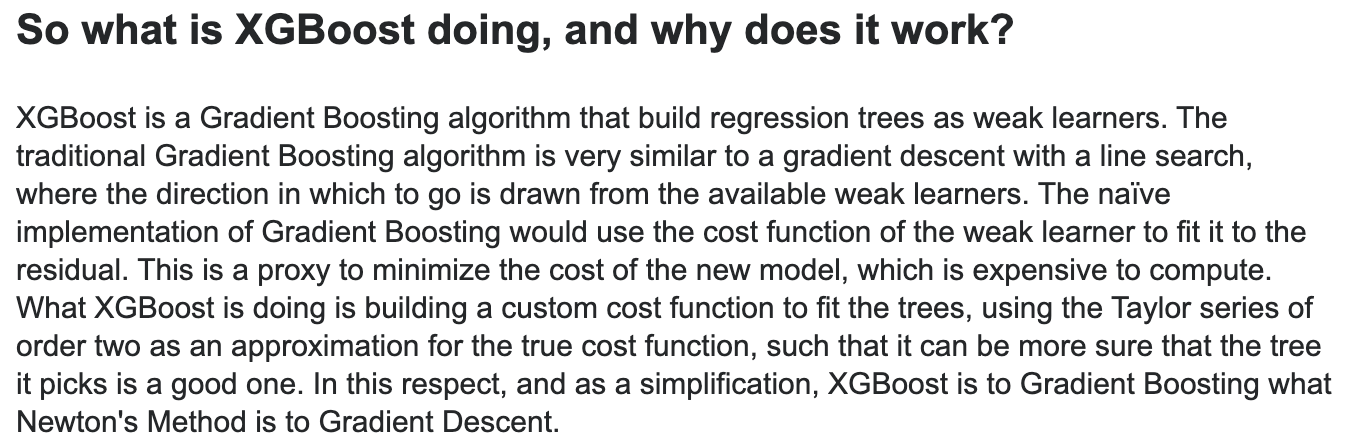 So what is XGBoost doing, and why does it work?
XGBoost is a Gradient Boosting algorithm that build regression trees as weak learners. The
traditional Gradient Boosting algorithm is very similar to a gradient descent with a line search,
where the direction in which to go is drawn from the available weak learners. The naïve
implementation of Gradient Boosting would use the cost function of the weak learner to fit it to the
residual. This is a proxy to minimize the cost of the new model, which is expensive to compute.
What XGBoost is doing is building a custom cost function to fit the trees, using the Taylor series of
order two as an approximation for the true cost function, such that it can be more sure that the tree
it picks is a good one. In this respect, and as a simplification, XGBoost is to Gradient Boosting what
Newton's Method is to Gradient Descent.